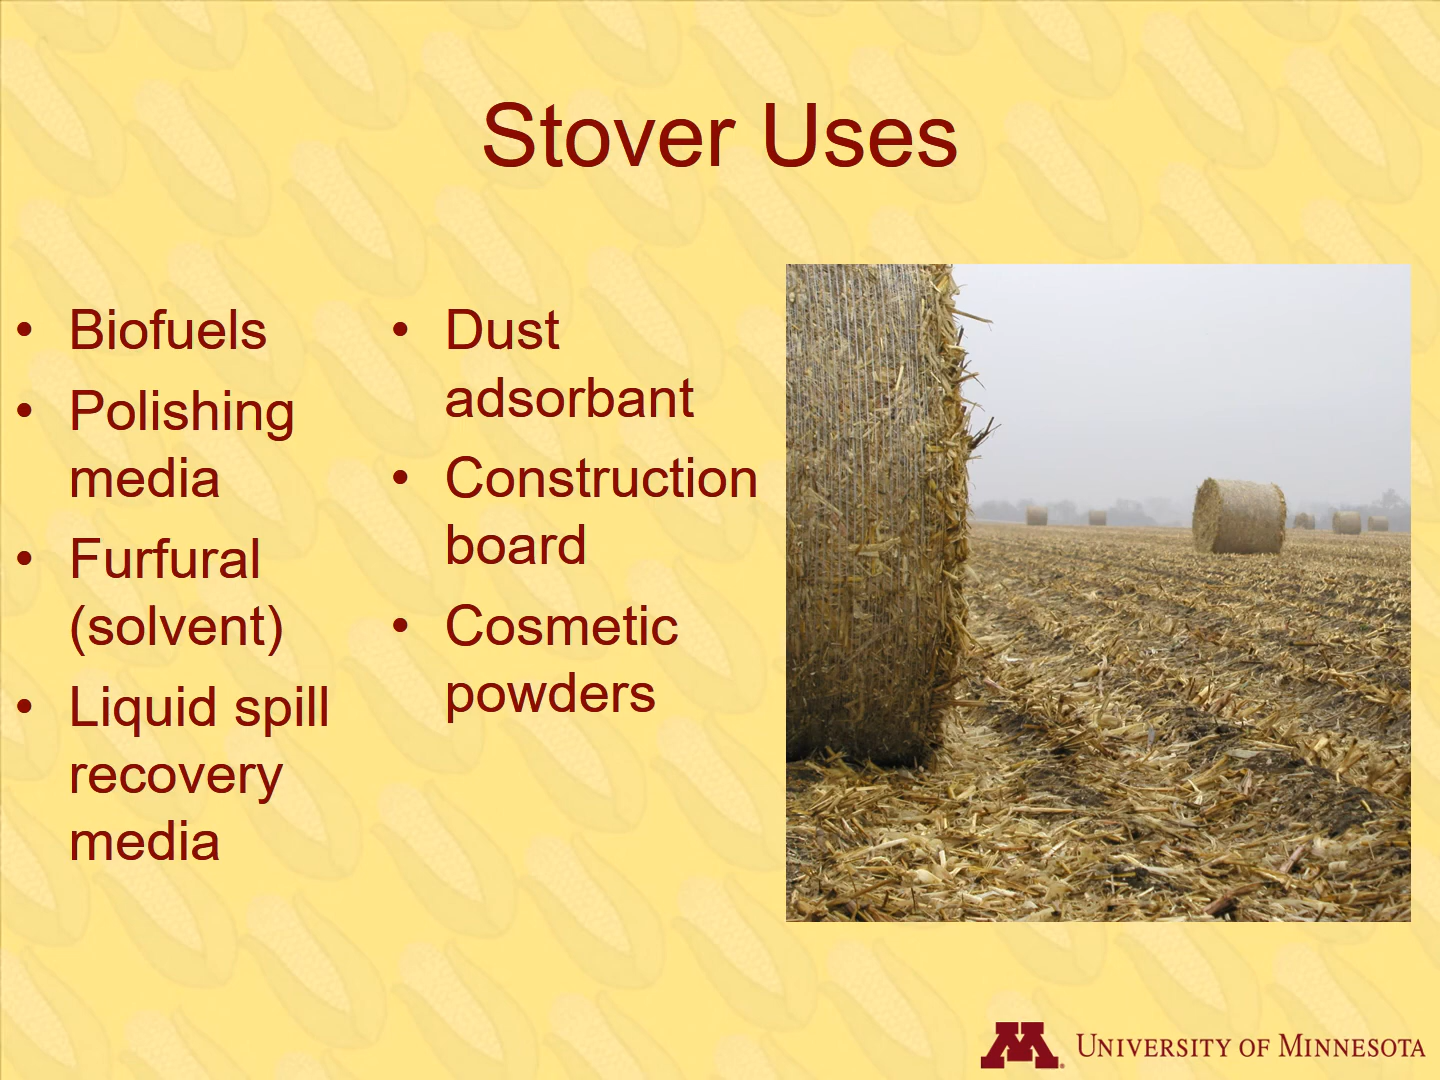 Stover Uses
• Biofuels
• Polishing
media
• Furfural
(solvent)
• Liquid spill
recovery
media
• Dust
adsorbant
• Construction
board
• Cosmetic
powders
M
UNIVERSITY OF MINNESOTA